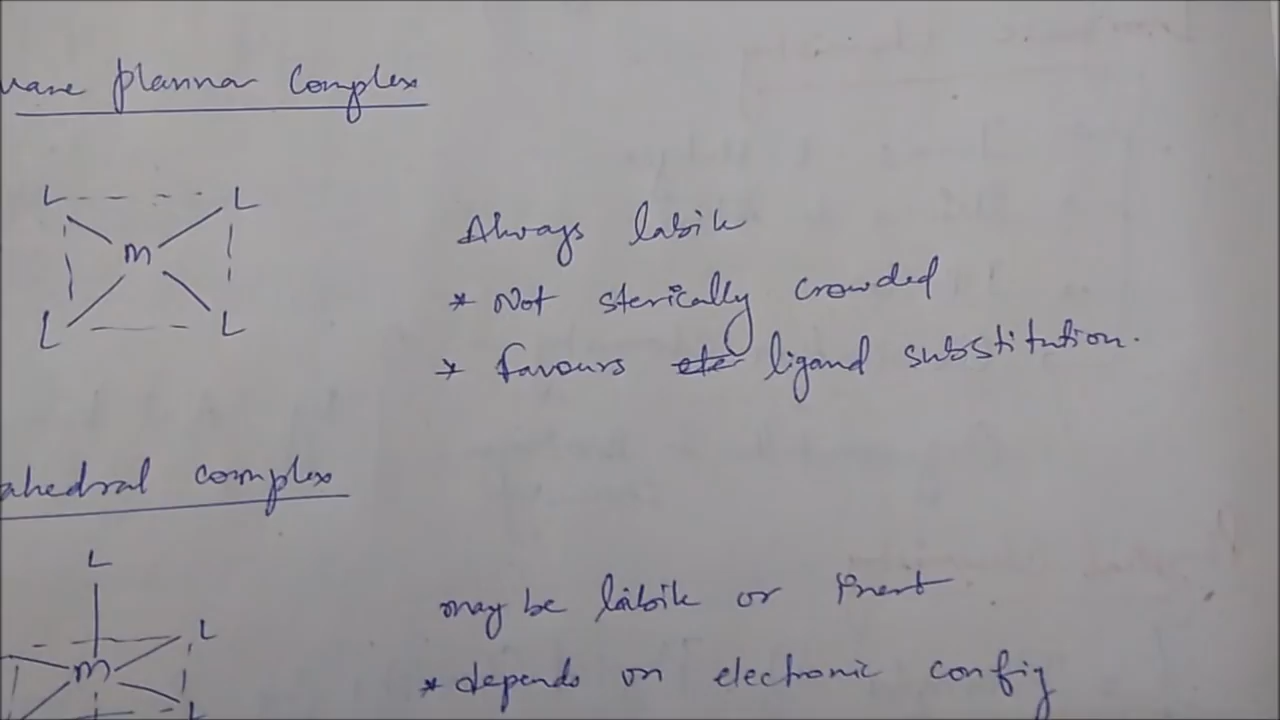 uare planar Complex
L L
M
L L
Always labile
* Not sterically crowded
* favours ligand substitution.
ahedral complex
L
L
M
L
may be labile or inert
* depends on electronic config